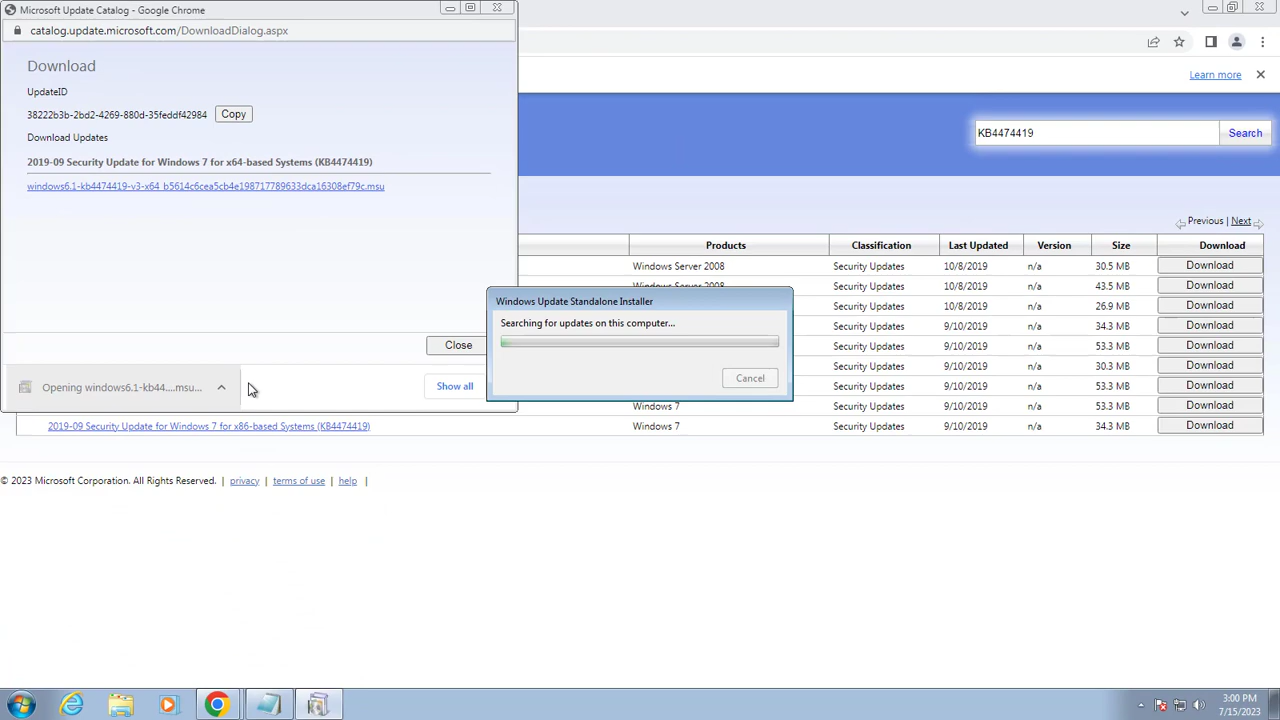 Microsoft Update Catalog - Google Chrome
catalog.update.microsoft.com/DownloadDialog.aspx
Download
UpdateID
38222b3b-2bd2-4269-880d-35feddf42984 Copy
Download Updates
2019-09 Security Update for Windows 7 for x64-based Systems (KB4474419)
windows6.1-kb4474419-v3-x64_b5614c6cea5cb4e198717789633dca16308ef79c.msu
Close
Opening windows6.1-kb44....msu...
Show all
Learn more
KB4474419 Search
Previous | Next
Products Classification Last Updated Version Size Download
Windows Server 2008 Security Updates 10/8/2019 n/a 30.5 MB Download
Windows Server 2008 Security Updates 10/8/2019 n/a 43.5 MB Download
Security Updates 10/8/2019 n/a 26.9 MB Download
Security Updates 9/10/2019 n/a 34.3 MB Download
Security Updates 9/10/2019 n/a 53.3 MB Download
Security Updates 9/10/2019 n/a 30.3 MB Download
Security Updates 9/10/2019 n/a 53.3 MB Download
Windows 7 Security Updates 9/10/2019 n/a 53.3 MB Download
2019-09 Security Update for Windows 7 for x86-based Systems (KB4474419) Windows 7 Security Updates 9/10/2019 n/a 34.3 MB Download
Windows Update Standalone Installer
Searching for updates on this computer...
Cancel
© 2023 Microsoft Corporation. All Rights Reserved. | privacy | terms of use | help |
3:00 PM
7/15/2023